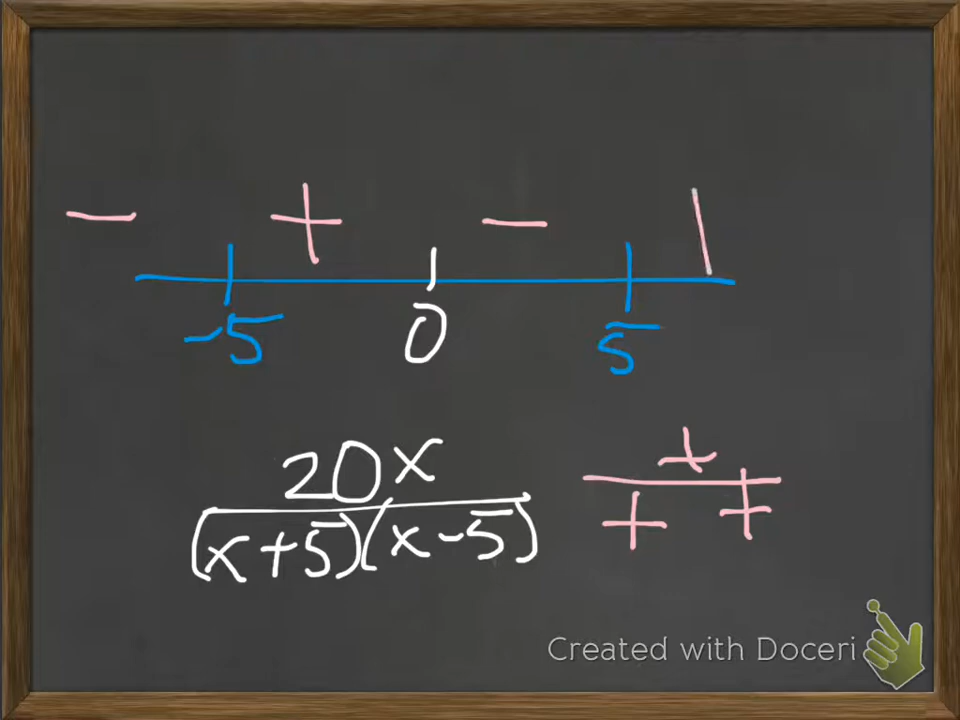 - + - |
-5 0 5
20x +
(x+5)(x-5) + +
Created with Doceri